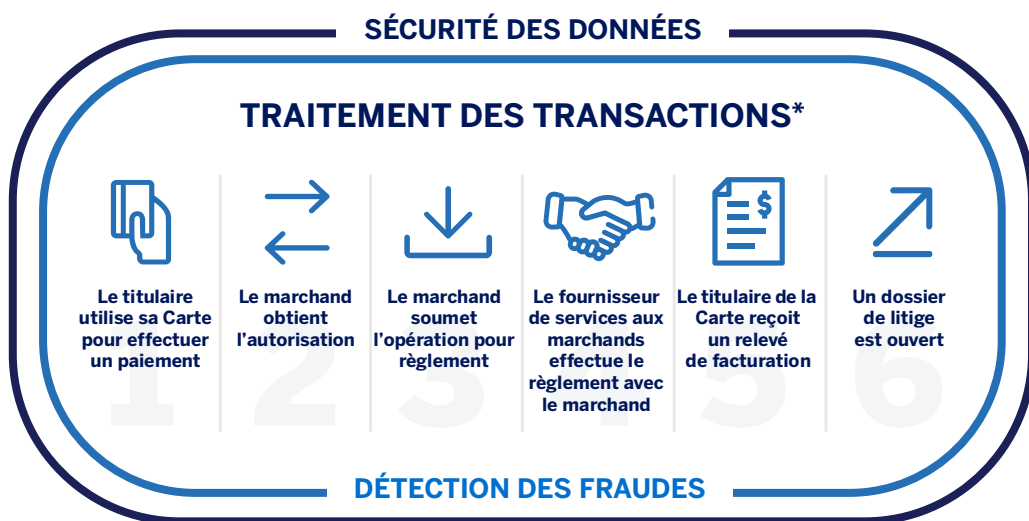 SÉCURITÉ DES DONNÉES
TRAITEMENT DES TRANSACTIONS*
$
1
Le titulaire
utilise sa Carte
pour effectuer
un paiement
2
Le marchand
obtient
l'autorisation
3
Le marchand
soumet
l'opération pour
règlement
4
Le fournisseur
de services aux
marchands
effectue le
règlement avec
le marchand
5
Le titulaire de la
Carte reçoit
un relevé
de facturation
6
Un dossier
de litige
est ouvert
DÉTECTION DES FRAUDES